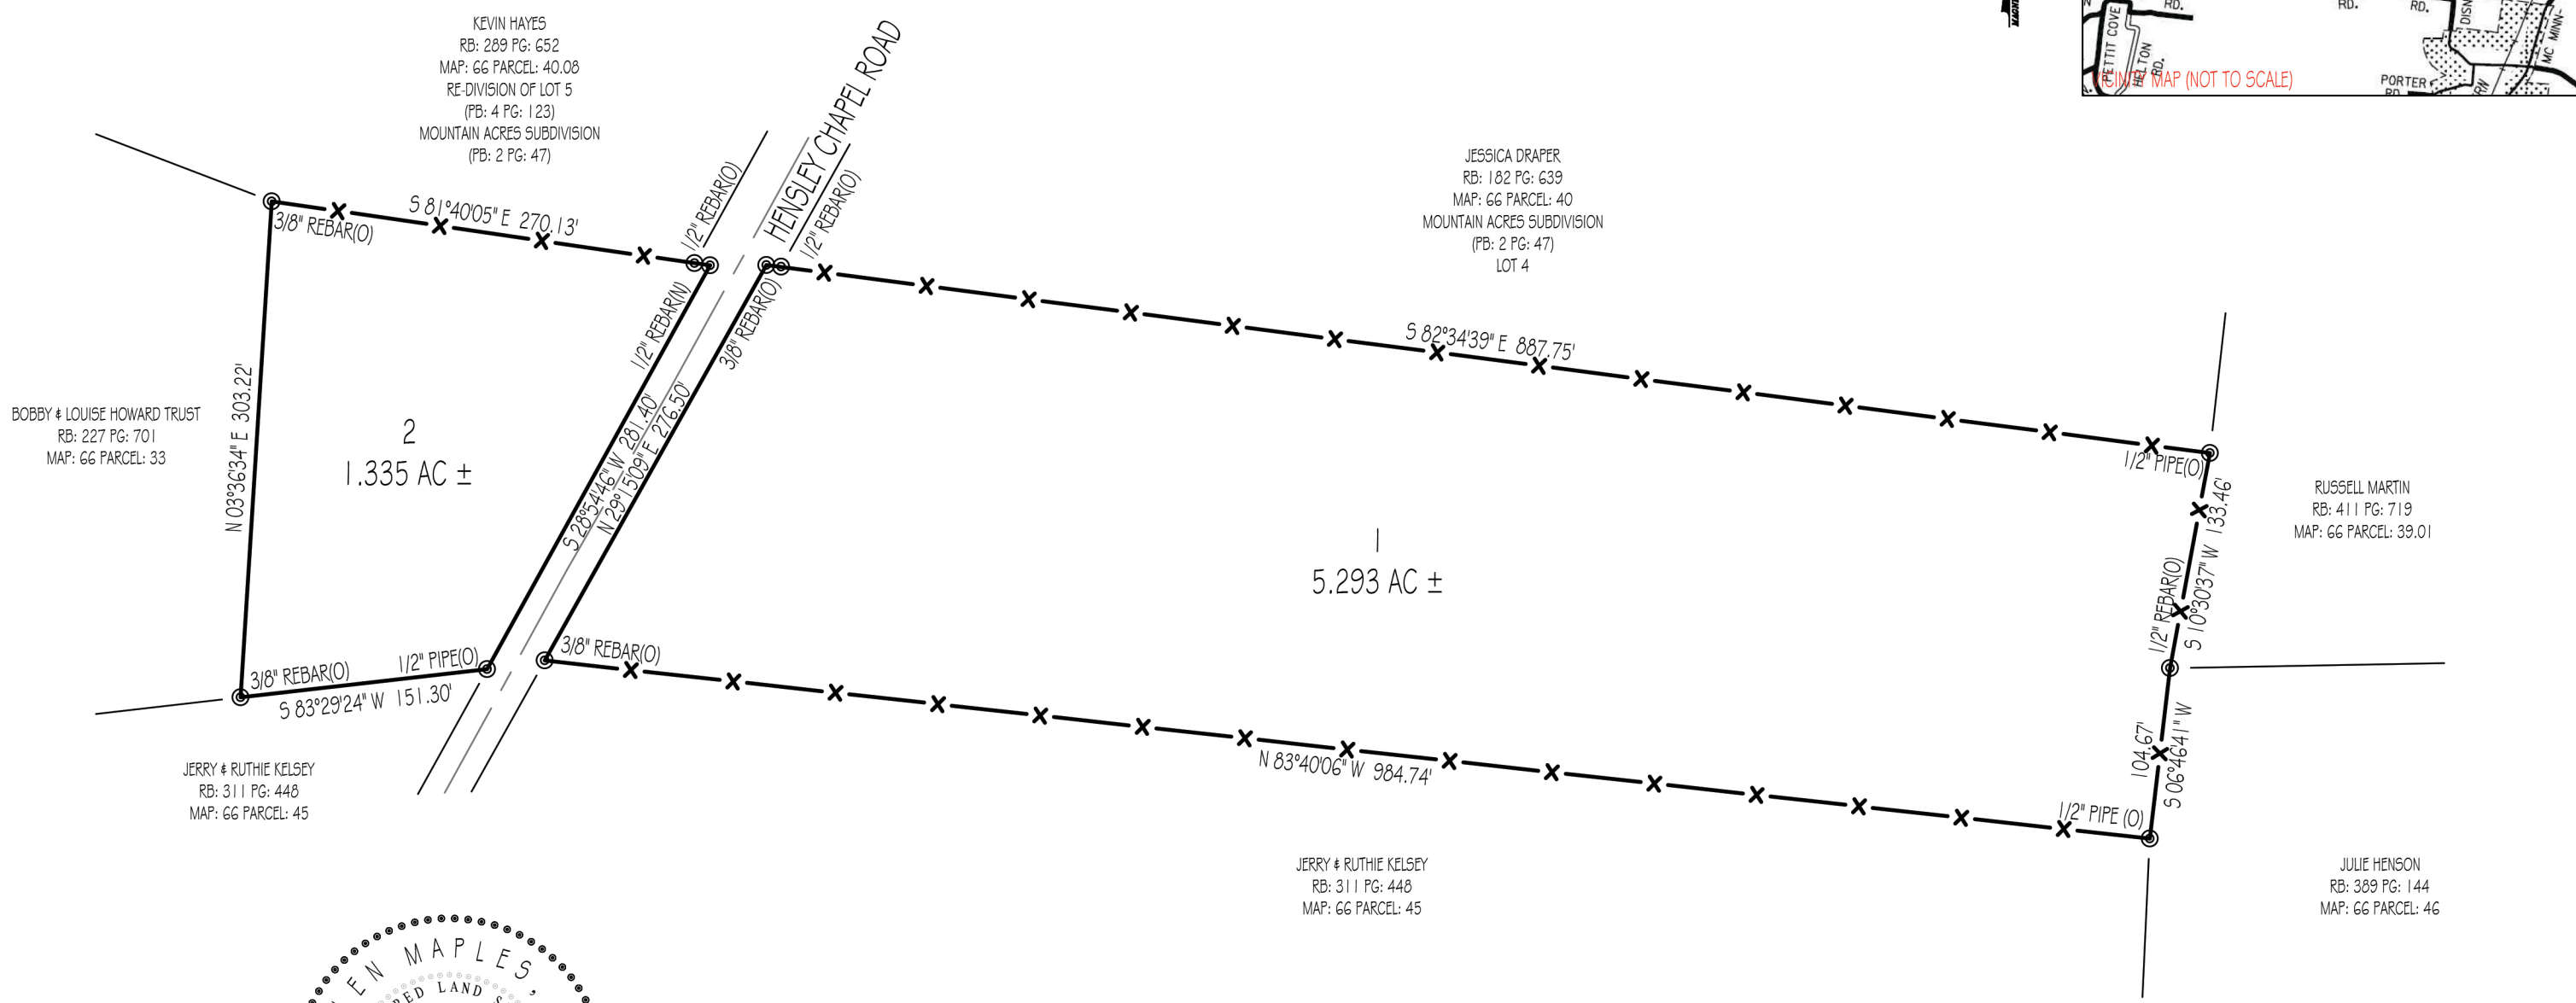 KEVIN HAYES
RB: 289 PG: 652
MAP: 66 PARCEL: 40.08
RE-DIVISION OF LOT 5
(PB: 4 PG: 123)
MOUNTAIN ACRES SUBDIVISION
(PB: 2 PG: 47)
HENSLEY CHAPEL ROAD
RD.
RD.
RD.
PETTIT COVE
HELTON
RD.
MC MINN-
PORTER
RD
VICINITY MAP (NOT TO SCALE)
JESSICA DRAPER
RB: 182 PG: 639
MAP: 66 PARCEL: 40
MOUNTAIN ACRES SUBDIVISION
(PB: 2 PG: 47)
LOT 4
3/8" REBAR(O)
S 81°40'05" E 270.13'
1/2" REBAR(O)
1/2" REBAR(O)
1/2" REBAR(N)
3/8" REBAR(O)
S 82°34'39" E 887.75'
BOBBY & LOUISE HOWARD TRUST
RB: 227 PG: 701
MAP: 66 PARCEL: 33
N 03°36'34" E 303.22'
2
1.335 AC ±
S 28°54'46" W 281.40'
N 29°15'09" E 276.50'
1
5.293 AC ±
1/2" PIPE(O)
S 10°30'37" W 133.46'
1/2" REBAR(O)
RUSSELL MARTIN
RB: 411 PG: 719
MAP: 66 PARCEL: 39.01
3/8" REBAR(O)
1/2" PIPE(O)
S 83°29'24" W 151.30'
3/8" REBAR(O)
N 83°40'06" W 984.74'
104.67'
S 06°46'41" W
1/2" PIPE (O)
JERRY & RUTHIE KELSEY
RB: 311 PG: 448
MAP: 66 PARCEL: 45
JERRY & RUTHIE KELSEY
RB: 311 PG: 448
MAP: 66 PARCEL: 45
JULIE HENSON
RB: 389 PG: 144
MAP: 66 PARCEL: 46
EN MAPLES,
RED LAND S